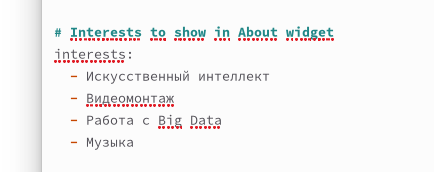 # Interests to show in About widget
interests:
- Искусственный интеллект
- Видеомонтаж
- Работа с Big Data
- Музыка